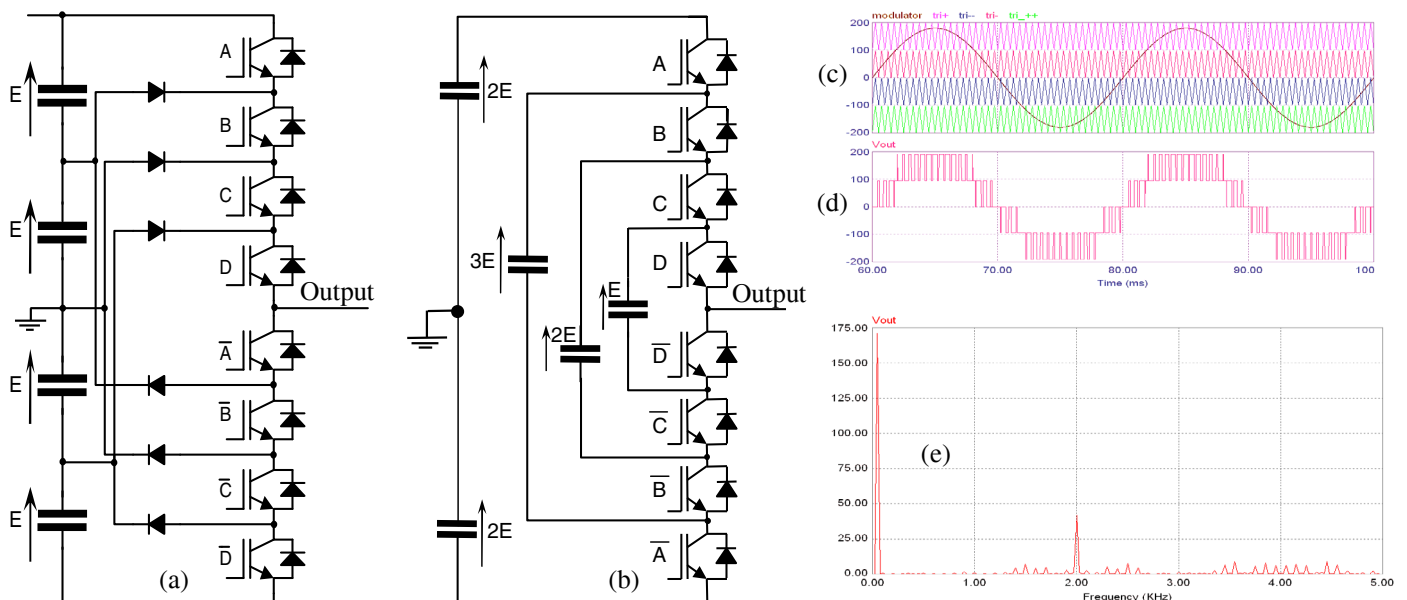 A
E
B
C
E
D
Output
A̅
E
B̅
C̅
E
D̅
(a)
A
2E
B
C
3E
D
E
Output
2E
D̅
C̅
B̅
2E
A̅
(b)
modulator tri+ tri-- tri- tri_++
200
100
0
-100
-200
(c)
Vout
200
100
0
-100
-200
(d)
60.00 70.00 80.00 90.00 100
Time (ms)
Vout
175.00
150.00
125.00
100.00
75.00
50.00
25.00
0.00
(e)
0.00 1.00 2.00 3.00 4.00 5.00
Frequency (KHz)